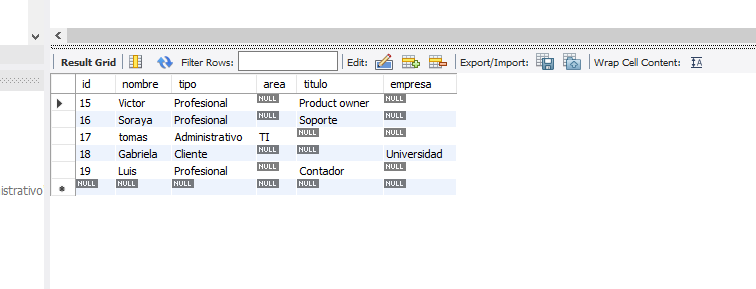 Result Grid Filter Rows: Edit: Export/Import: Wrap Cell Content: IA
id nombre tipo area titulo empresa
15 Victor Profesional NULL Product owner NULL
16 Soraya Profesional NULL Soporte NULL
17 tomas Administrativo TI NULL NULL
18 Gabriela Cliente NULL NULL Universidad
19 Luis Profesional NULL Contador NULL
NULL NULL NULL NULL NULL NULL
istrativo